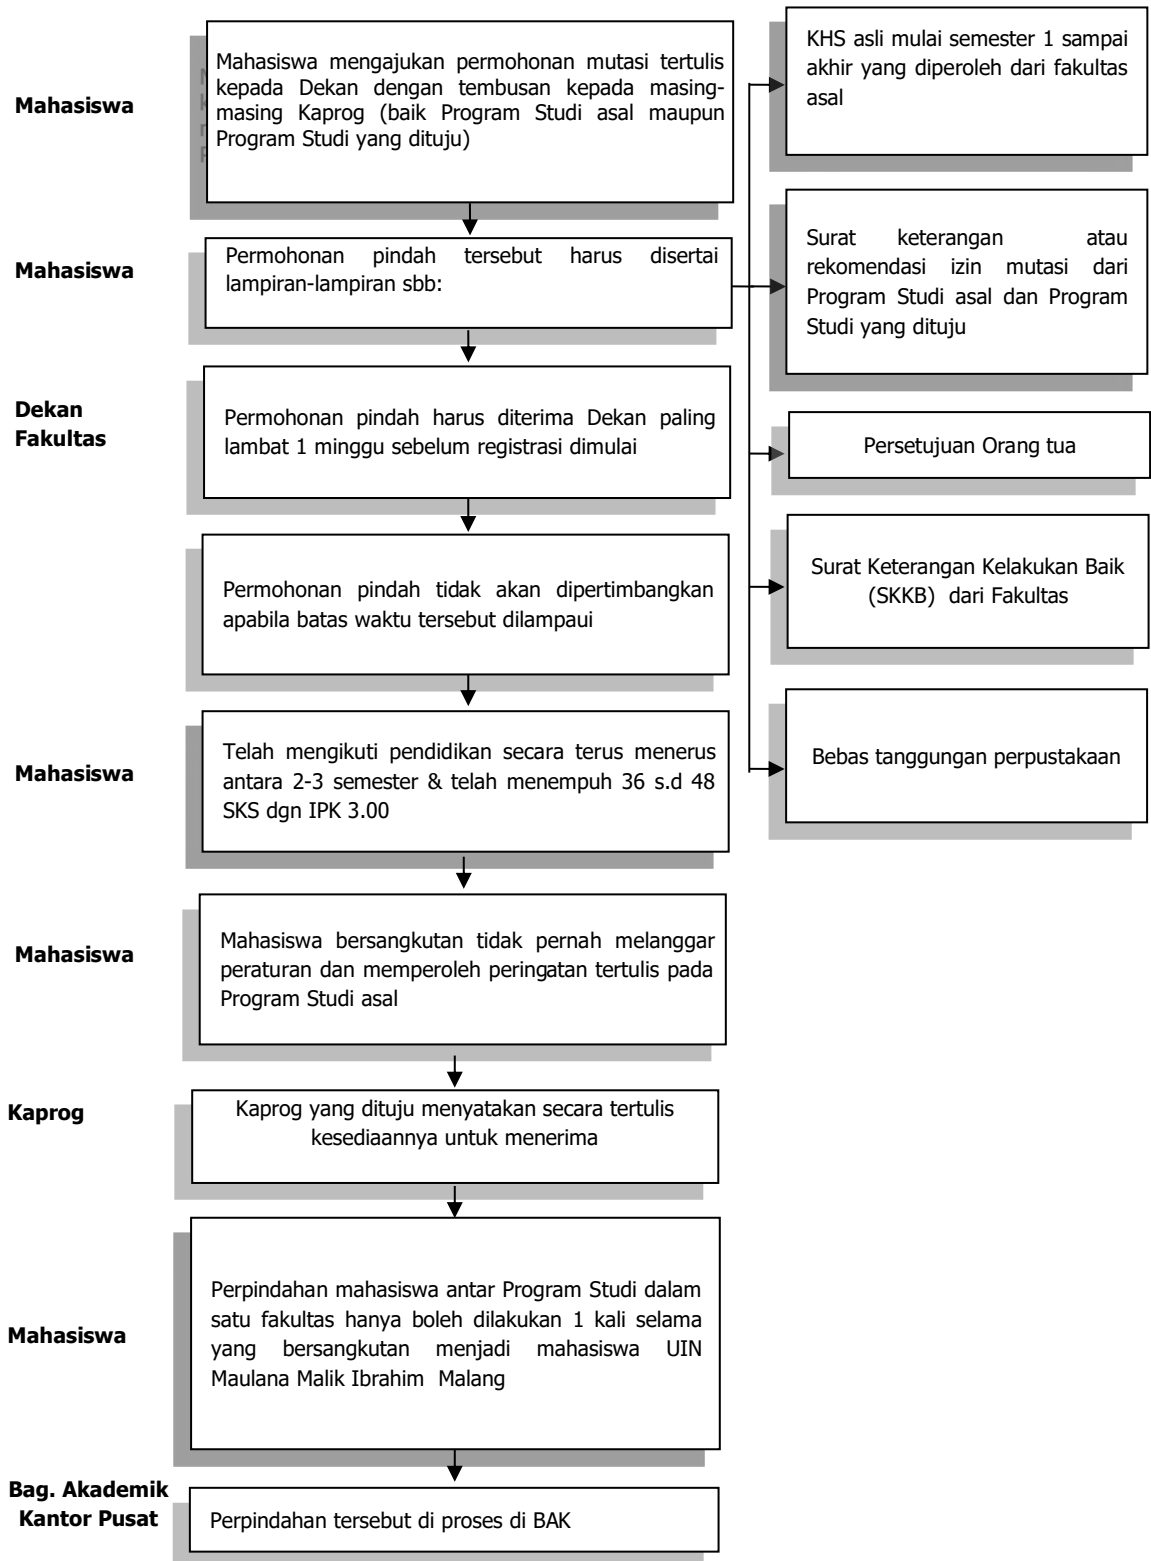 Mahasiswa
Mahasiswa mengajukan permohonan mutasi tertulis
kepada Dekan dengan tembusan kepada masing-
masing Kaprog (baik Program Studi asal maupun
Program Studi yang dituju)
KHS asli mulai semester 1 sampai
akhir yang diperoleh dari fakultas
asal
Mahasiswa
Permohonan pindah tersebut harus disertai
lampiran-lampiran sbb:
Surat keterangan atau
rekomendasi izin mutasi dari
Program Studi asal dan Program
Studi yang dituju
Dekan
Fakultas
Permohonan pindah harus diterima Dekan paling
lambat 1 minggu sebelum registrasi dimulai
Persetujuan Orang tua
Permohonan pindah tidak akan dipertimbangkan
apabila batas waktu tersebut dilampaui
Surat Keterangan Kelakukan Baik
(SKKB) dari Fakultas
Mahasiswa
Telah mengikuti pendidikan secara terus menerus
antara 2-3 semester & telah menempuh 36 s.d 48
SKS dgn IPK 3.00
Bebas tanggungan perpustakaan
Mahasiswa
Mahasiswa bersangkutan tidak pernah melanggar
peraturan dan memperoleh peringatan tertulis pada
Program Studi asal
Kaprog
Kaprog yang dituju menyatakan secara tertulis
kesediaannya untuk menerima
Mahasiswa
Perpindahan mahasiswa antar Program Studi dalam
satu fakultas hanya boleh dilakukan 1 kali selama
yang bersangkutan menjadi mahasiswa UIN
Maulana Malik Ibrahim Malang
Bag. Akademik
Kantor Pusat
Perpindahan tersebut di proses di BAK